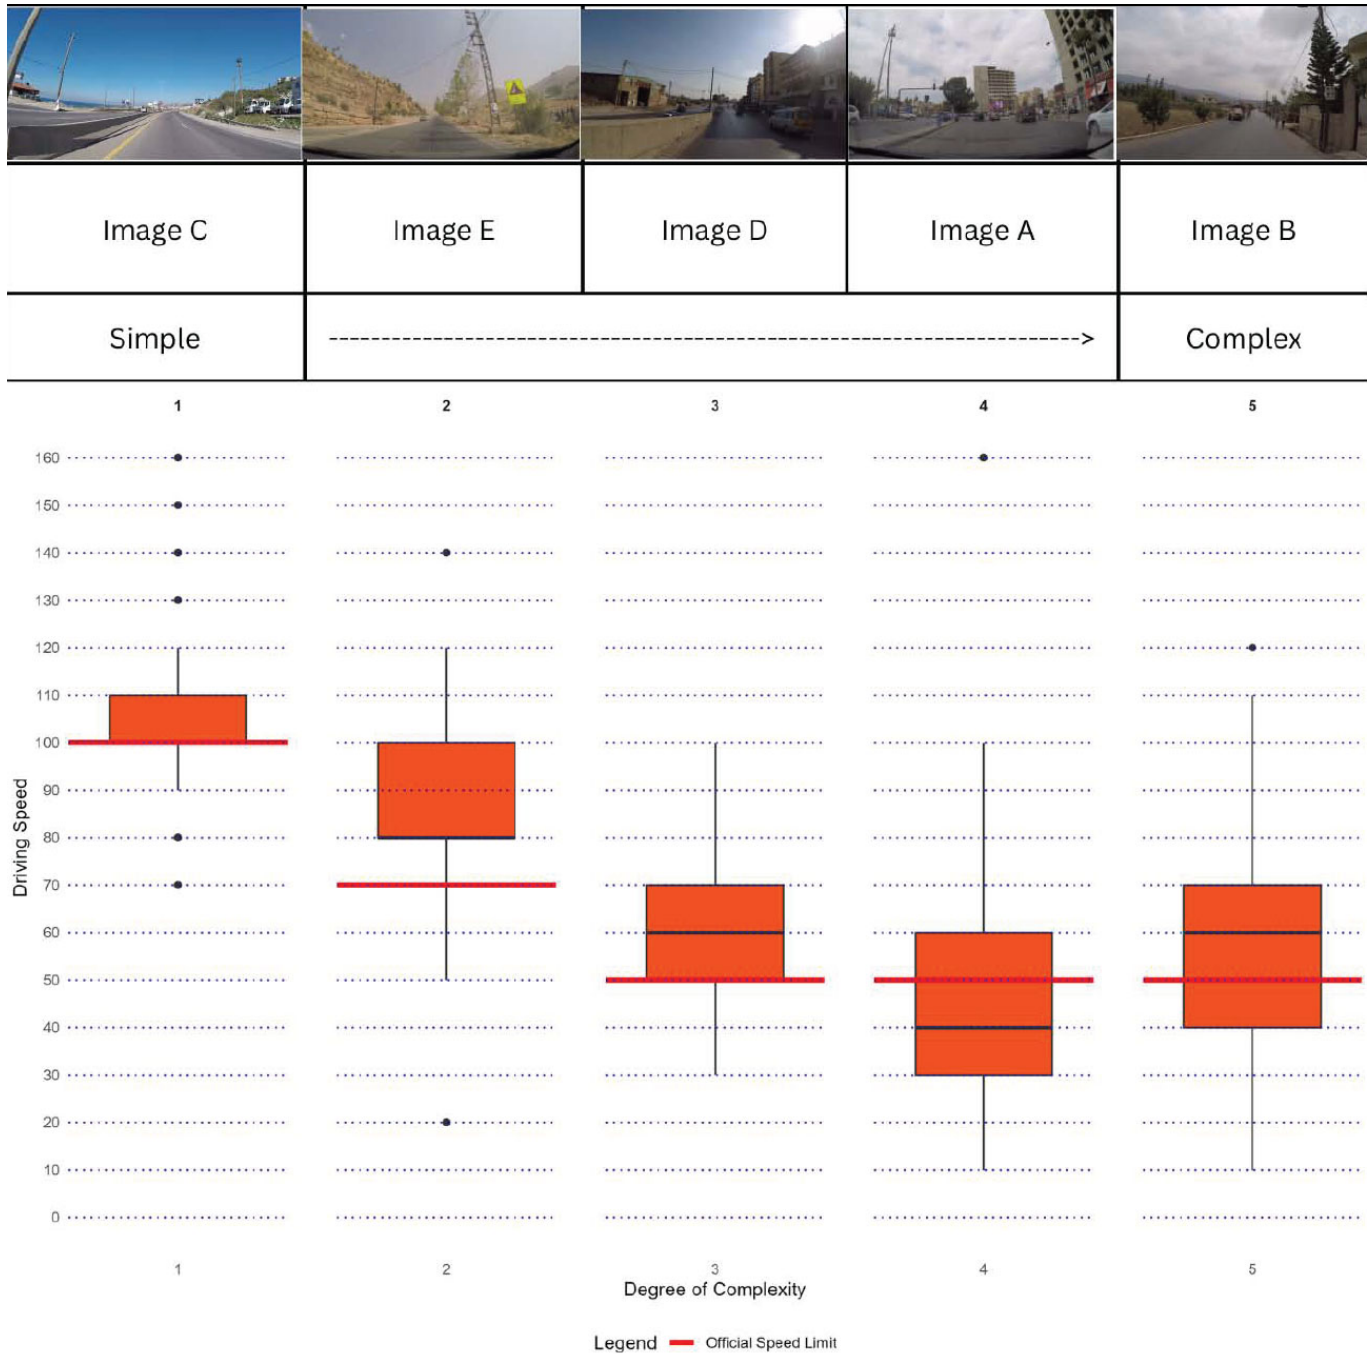 Image C Image E Image D Image A Image B
Simple ----------------------------------------------------------------------> Complex
1 2 3 4 5
160
150
140
130
120
110
100
90
80
70
60
50
40
30
20
10
0
Driving Speed
1 2 3 4 5
Degree of Complexity
Legend Official Speed Limit